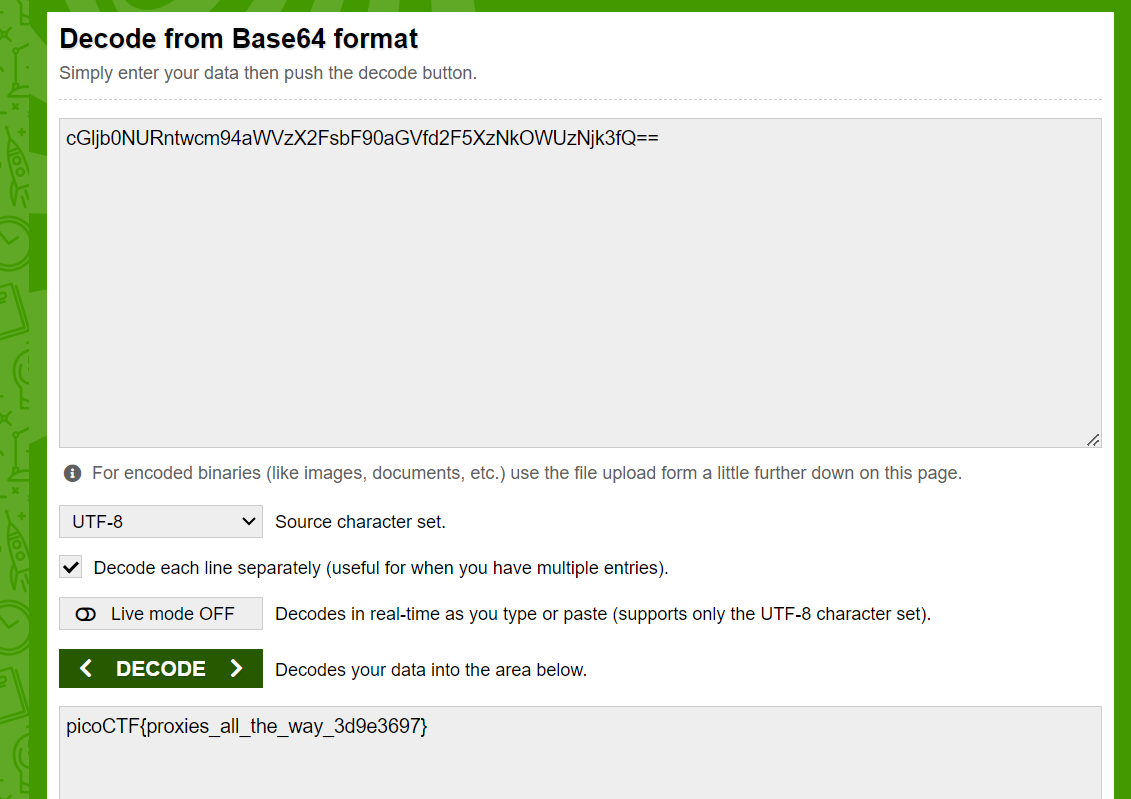 Decode from Base64 format
Simply enter your data then push the decode button.
cGljb0NURntwcm94aWVzX2FsbF90aGVfd2F5XzNkOWUzNjk3fQ==
For encoded binaries (like images, documents, etc.) use the file upload form a little further down on this page.
UTF-8 Source character set.
Decode each line separately (useful for when you have multiple entries).
Live mode OFF Decodes in real-time as you type or paste (supports only the UTF-8 character set).
DECODE Decodes your data into the area below.
picoCTF{proxies_all_the_way_3d9e3697}